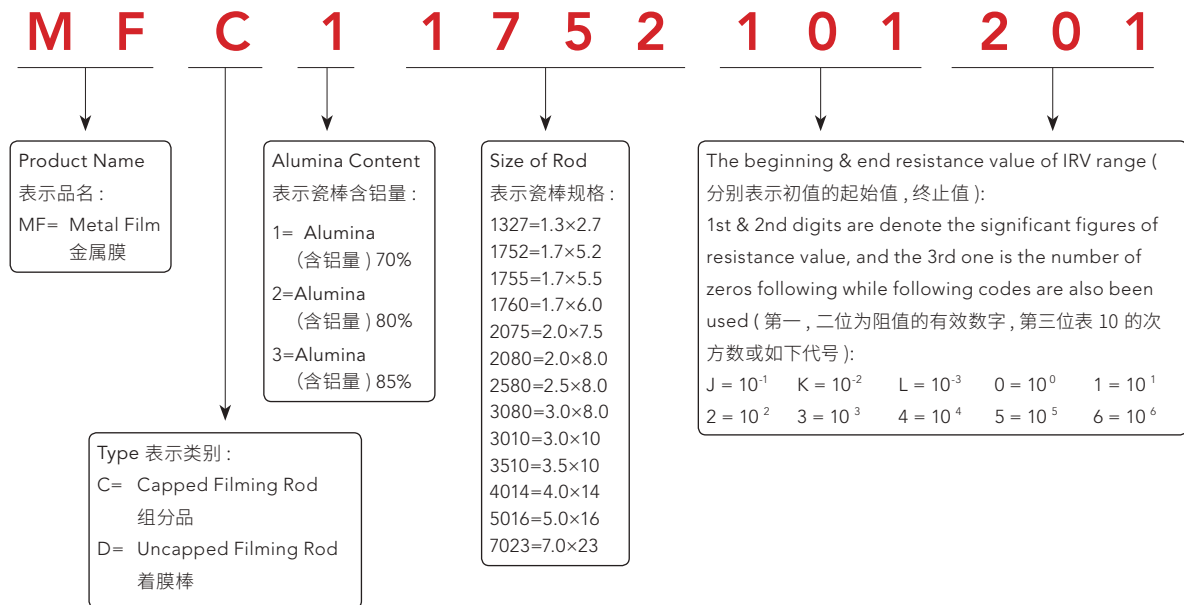 M F C 1 1 7 5 2 1 0 1 2 0 1
Product Name
表示品名 :
MF= Metal Film
金属膜
Alumina Content
表示瓷棒含铝量 :
1= Alumina
（含铝量 ) 70%
2=Alumina
（含铝量 ) 80%
3=Alumina
（含铝量 ) 85%
Size of Rod
表示瓷棒规格 :
1327=1.3×2.7
1752=1.7×5.2
1755=1.7×5.5
1760=1.7×6.0
2075=2.0×7.5
2080=2.0×8.0
2580=2.5×8.0
3080=3.0×8.0
3010=3.0×10
3510=3.5×10
4014=4.0×14
5016=5.0×16
7023=7.0×23
The beginning & end resistance value of IRV range (
分别表示初值的起始值 , 终止值 ):
1st & 2nd digits are denote the significant figures of
resistance value, and the 3rd one is the number of
zeros following while following codes are also been
used ( 第一 , 二位为阻值的有效数字 , 第三位表 10 的次
方数或如下代号 ):
J = 10⁻¹ K = 10⁻² L = 10⁻³ 0 = 10⁰ 1 = 10¹
2 = 10² 3 = 10³ 4 = 10⁴ 5 = 10⁵ 6 = 10⁶
Type 表示类别 :
C= Capped Filming Rod
组分品
D= Uncapped Filming Rod
着膜棒